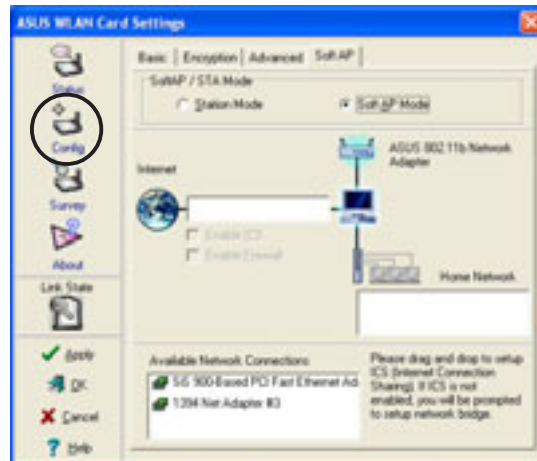 ASUS WLAN Card Settings
Status
Config
Survey
About
Link State
Apply
OK
Cancel
Help
Basic
Encryption
Advanced
Soft AP
SoftAP / STA Mode
Station Mode
Soft AP Mode
ASUS 802.11b Network
Adapter
Internet
Enable ICS
Enable Firewall
Home Network
Available Network Connections
SiS 900-Based PCI Fast Ethernet Ad
1394 Net Adapter #3
Please drag and drop to setup
ICS (Internet Connection
Sharing). If ICS is not
enabled, you will be prompted
to setup network bridge.